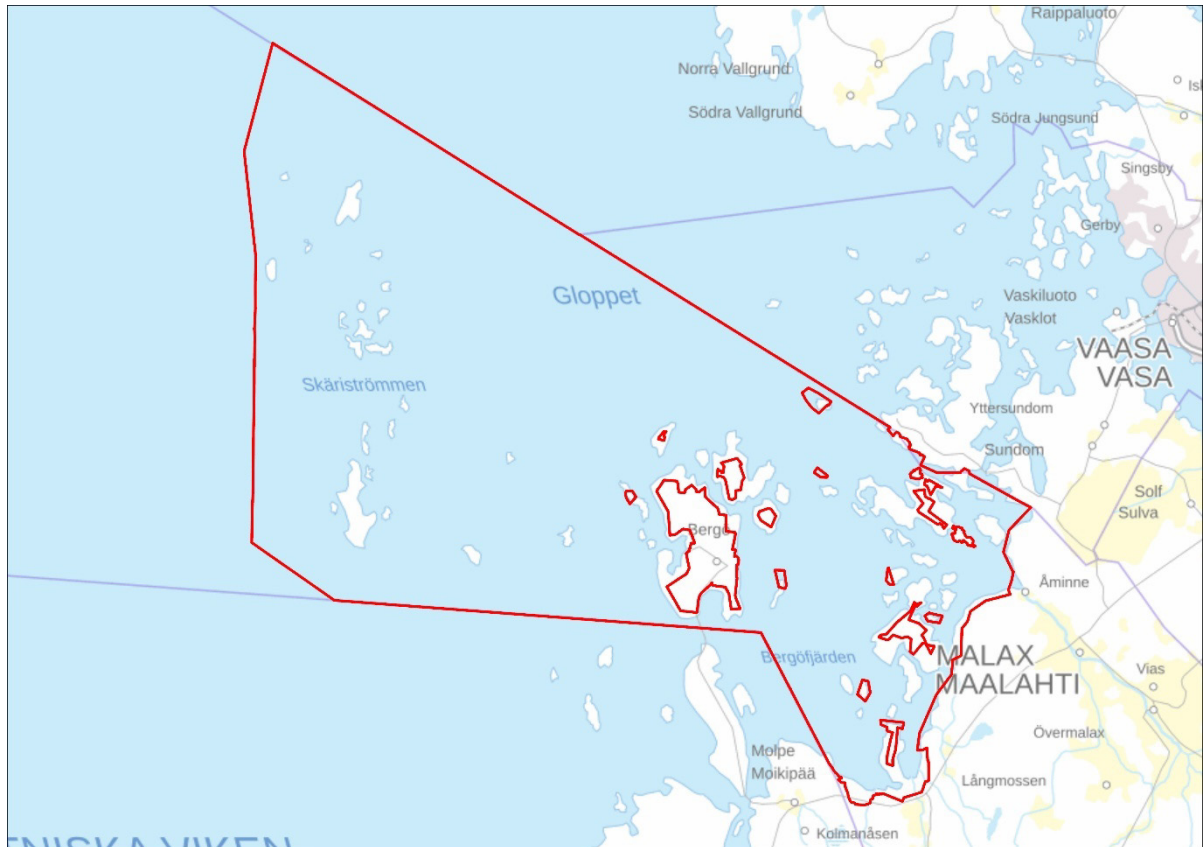 Raippaluoto
Norra Vallgrund
Södra Vallgrund
Södra Jungsund
Singsby
Gerby
Gloppet
Vaskiluoto
Vasklot
VAASA
VASA
Skäriströmmen
Yttersundom
Sundom
Solf
Sulva
Bergö
Åminne
Bergöfjärden
MALAX
MAALAHTI
Vias
Övermalax
Molpe
Moikipää
Långmossen
Kolmanåsen